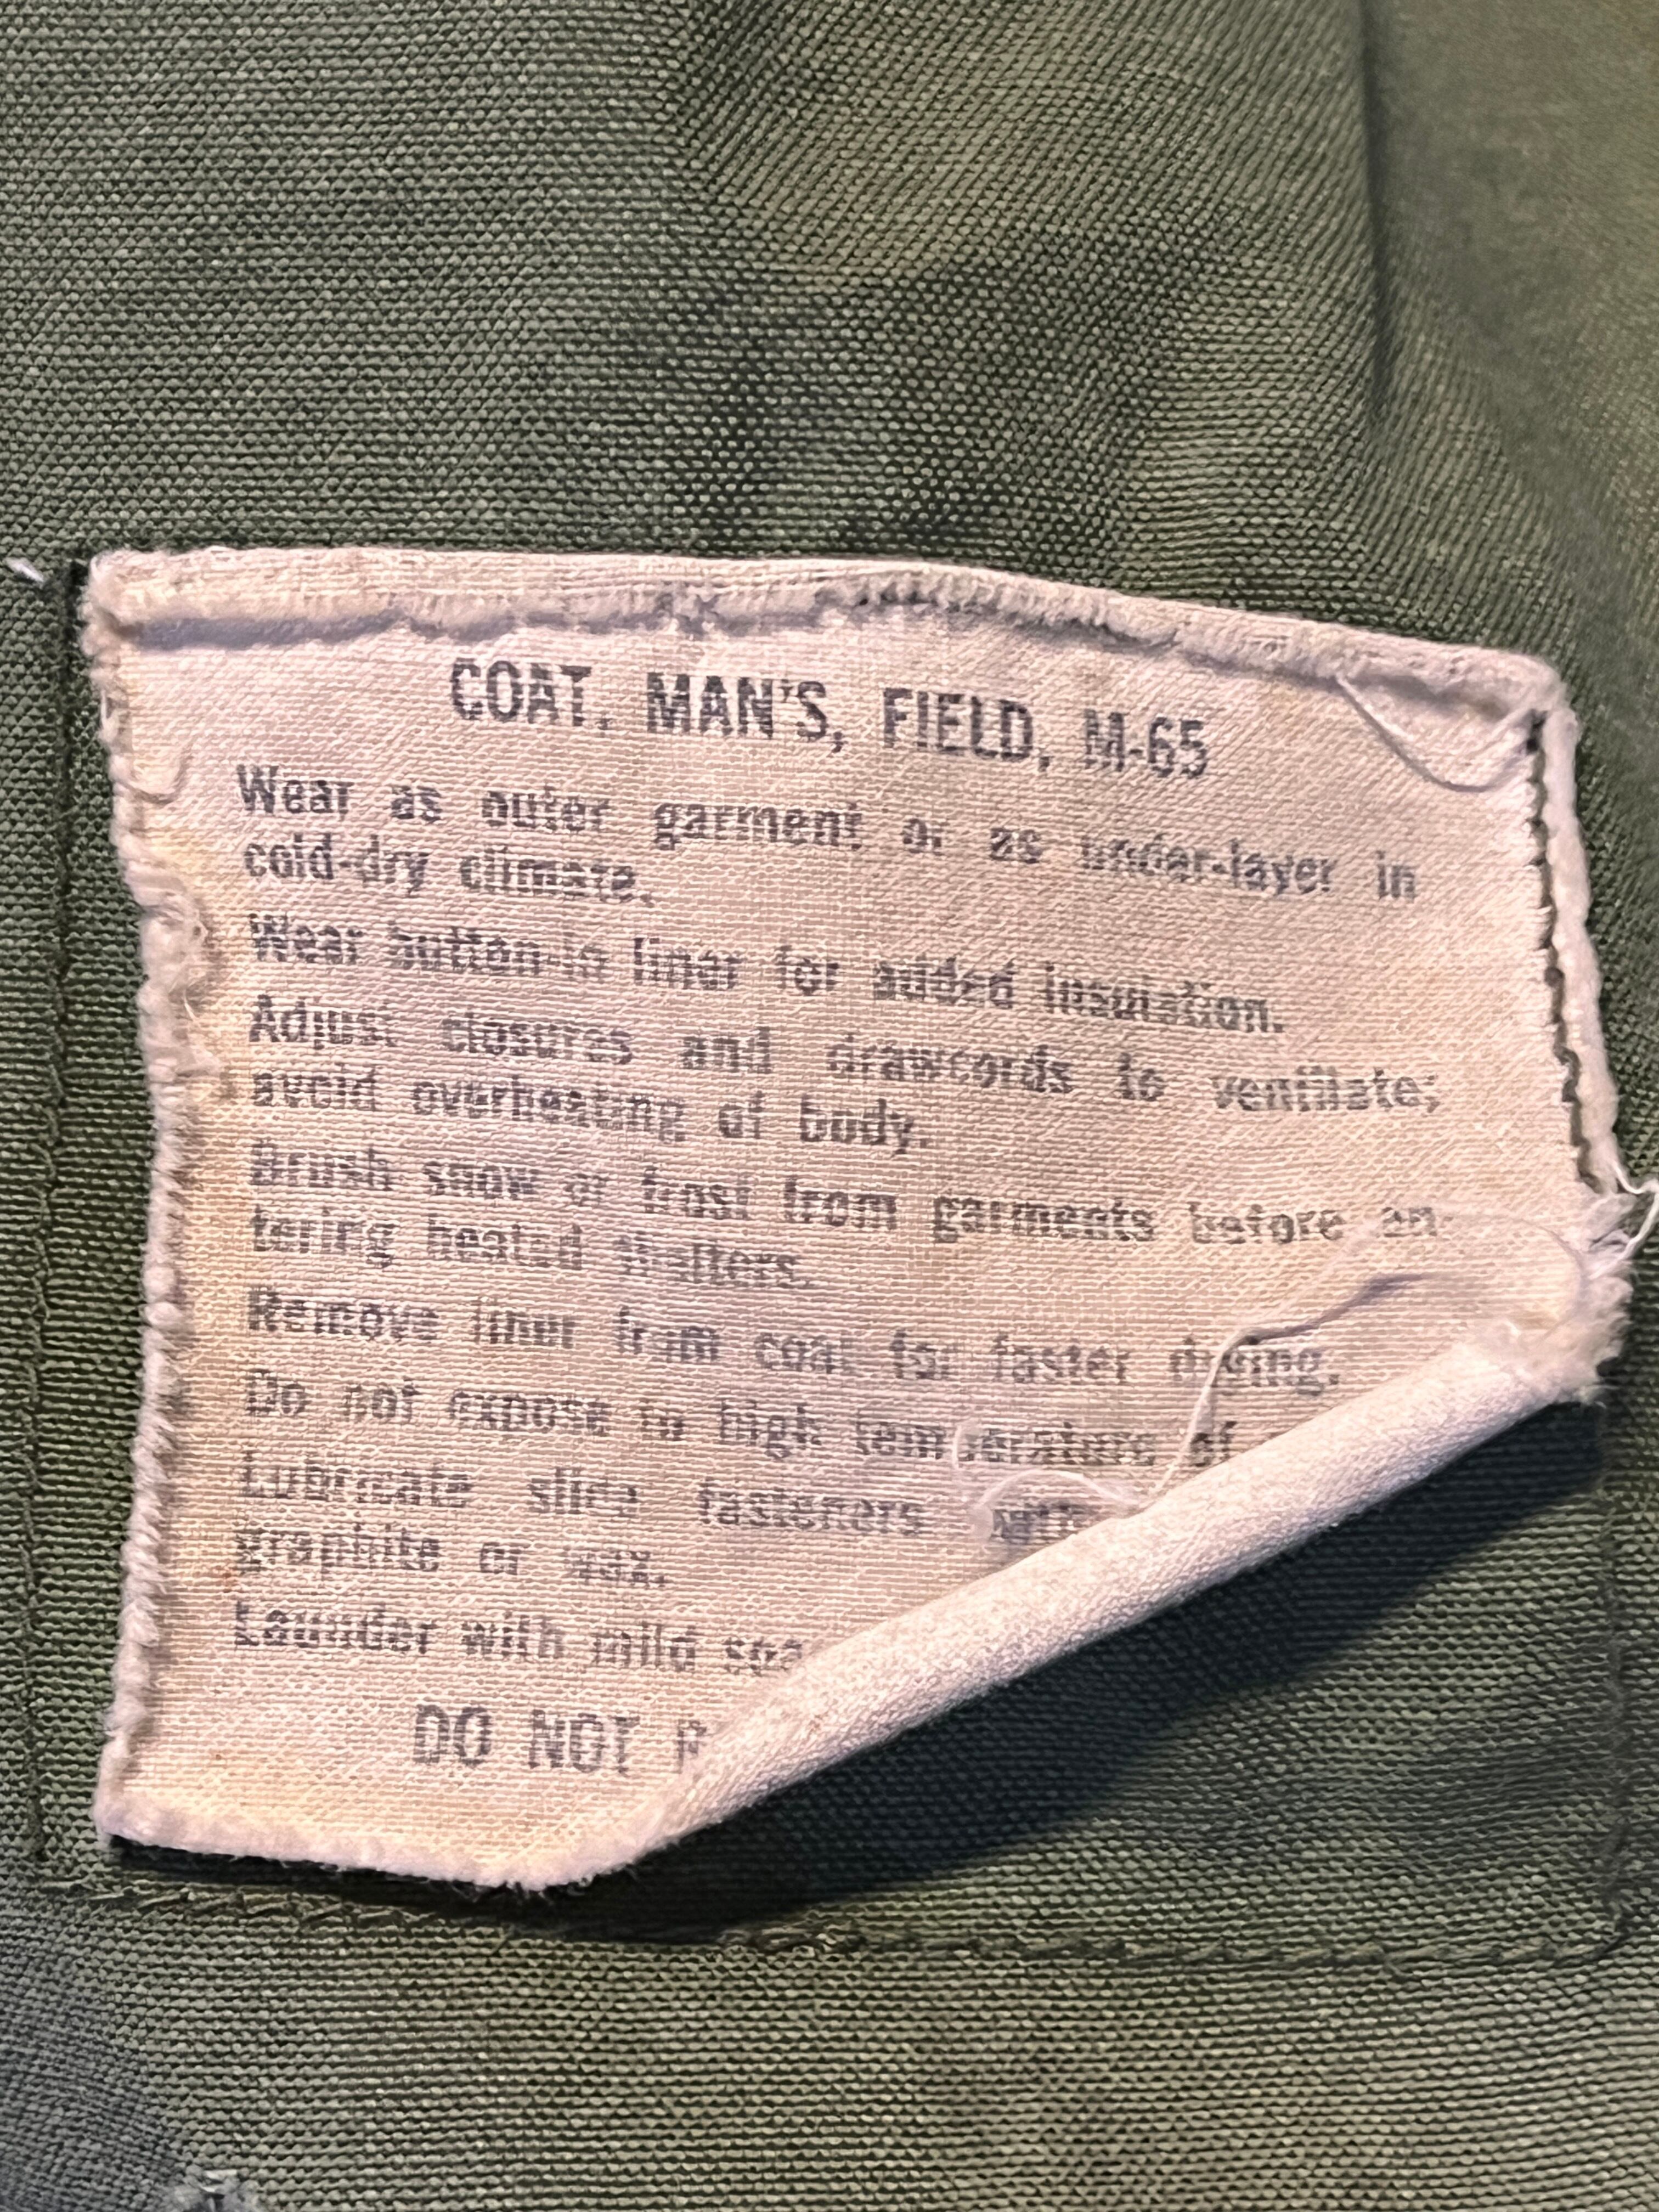 COAT, MAN'S, FIELD, M-65
Wear as outer garment or as under-layer in
cold-dry climate.
Wear button-in liner for added insulation.
Adjust closures and drawcords to ventilate;
avoid overheating of body.
Brush snow or frost from garments before en-
tering heated shelters.
Remove liner from coat for faster drying.
Do not expose to high temperature of
Lubricate slide fasteners with
graphite or wax.
Launder with mild soa
DO NOT R